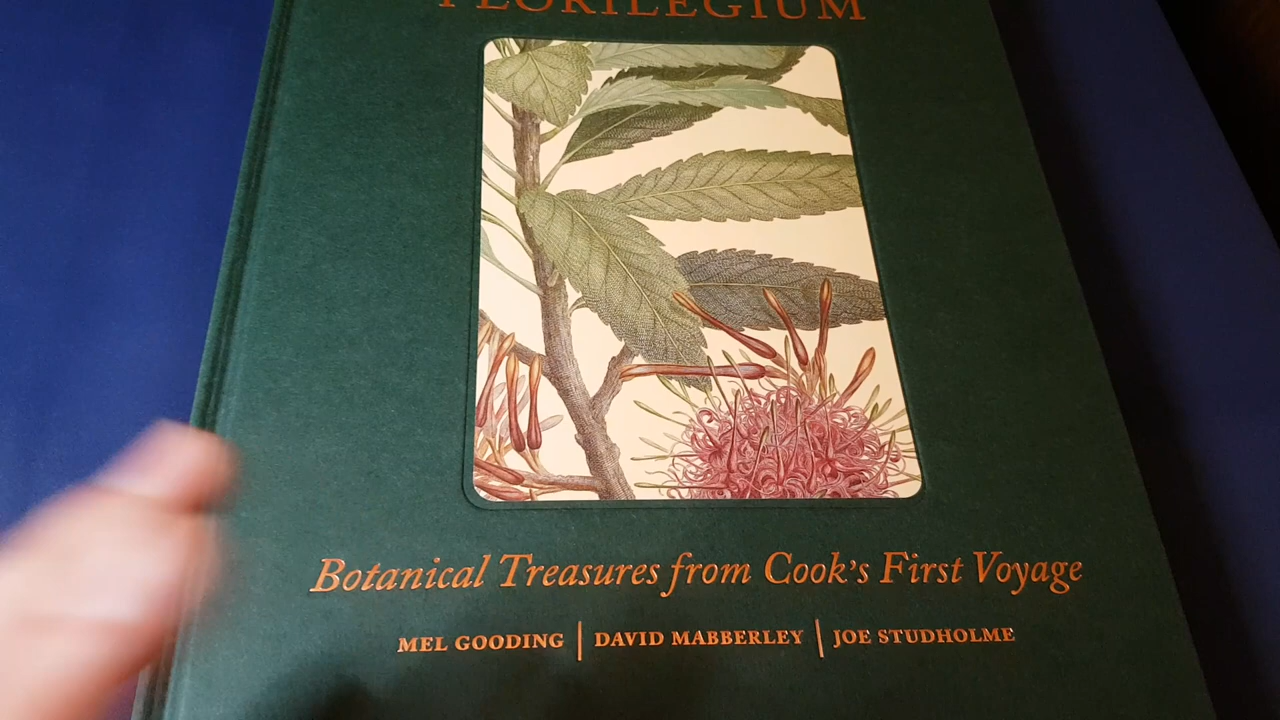 FLORILEGIUM
Botanical Treasures from Cook's First Voyage
MEL GOODING | DAVID MABBERLEY | JOE STUDHOLME